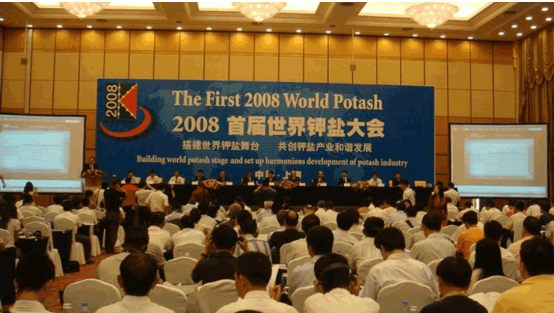 2008
The First 2008 World Potash
2008 首届世界钾盐大会
搭建世界钾盐舞台 共创钾盐产业和谐发展
Building world potash stage and set up harmonious development of potash industry